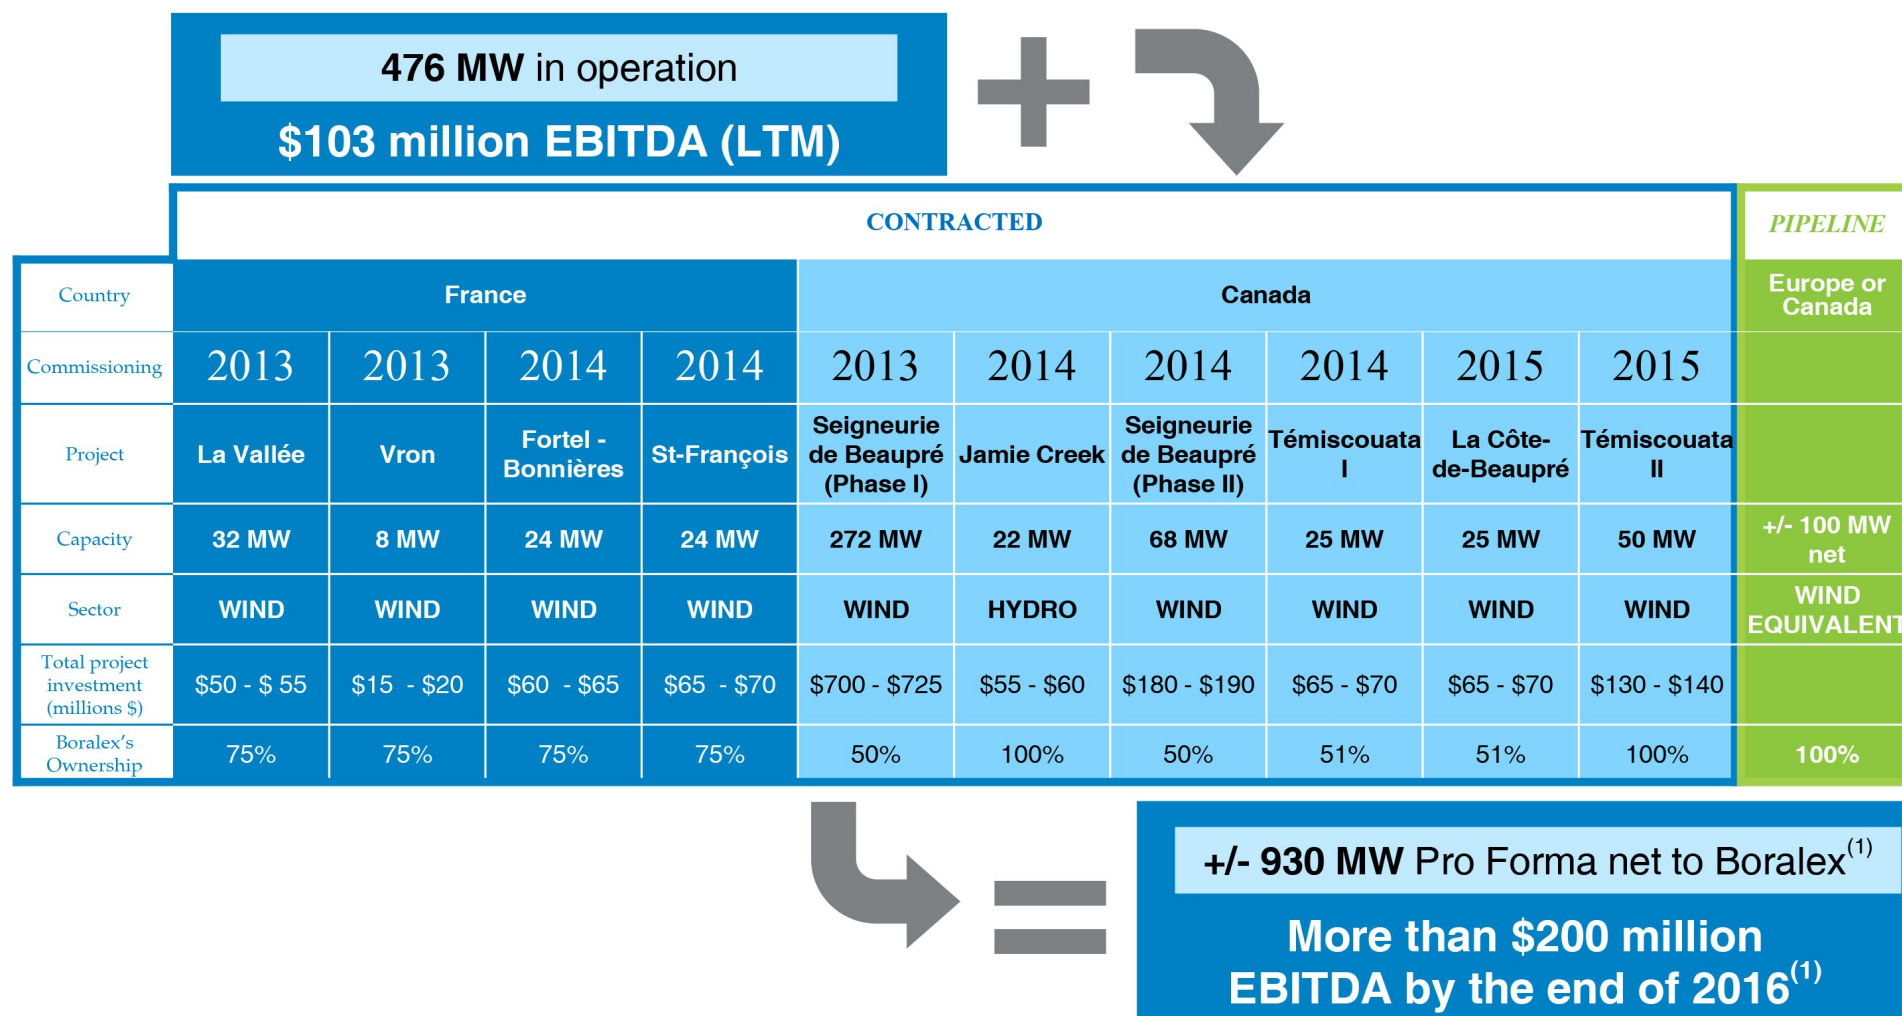 476 MW in operation
$103 million EBITDA (LTM)
CONTRACTED
PIPELINE
Country
France
Canada
Europe or
Canada
Commissioning
2013
2013
2014
2014
2013
2014
2014
2014
2015
2015
Project
La Vallée
Vron
Fortel -
Bonnières
St-François
Seigneurie
de Beaupré
(Phase I)
Jamie Creek
Seigneurie
de Beaupré
(Phase II)
Témiscouata
I
La Côte-
de-Beaupré
Témiscouata
II
Capacity
32 MW
8 MW
24 MW
24 MW
272 MW
22 MW
68 MW
25 MW
25 MW
50 MW
+/- 100 MW
net
Sector
WIND
WIND
WIND
WIND
WIND
HYDRO
WIND
WIND
WIND
WIND
WIND
EQUIVALENT
Total project
investment
(millions $)
$50 - $ 55
$15 - $20
$60 - $65
$65 - $70
$700 - $725
$55 - $60
$180 - $190
$65 - $70
$65 - $70
$130 - $140
Boralex's
Ownership
75%
75%
75%
75%
50%
100%
50%
51%
51%
100%
100%
+/- 930 MW Pro Forma net to Boralex(1)
More than $200 million
EBITDA by the end of 2016(1)